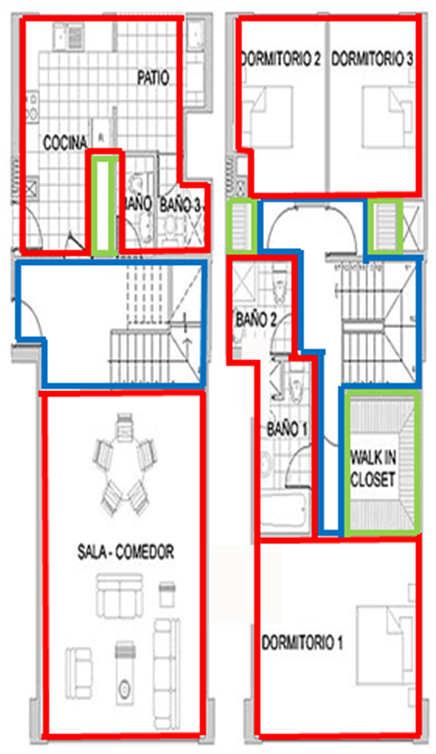 PATIO
COCINA
BAÑO
BAÑO 3
SALA - COMEDOR
DORMITORIO 2
DORMITORIO 3
BAÑO 2
BAÑO 1
WALK IN
CLOSET
DORMITORIO 1